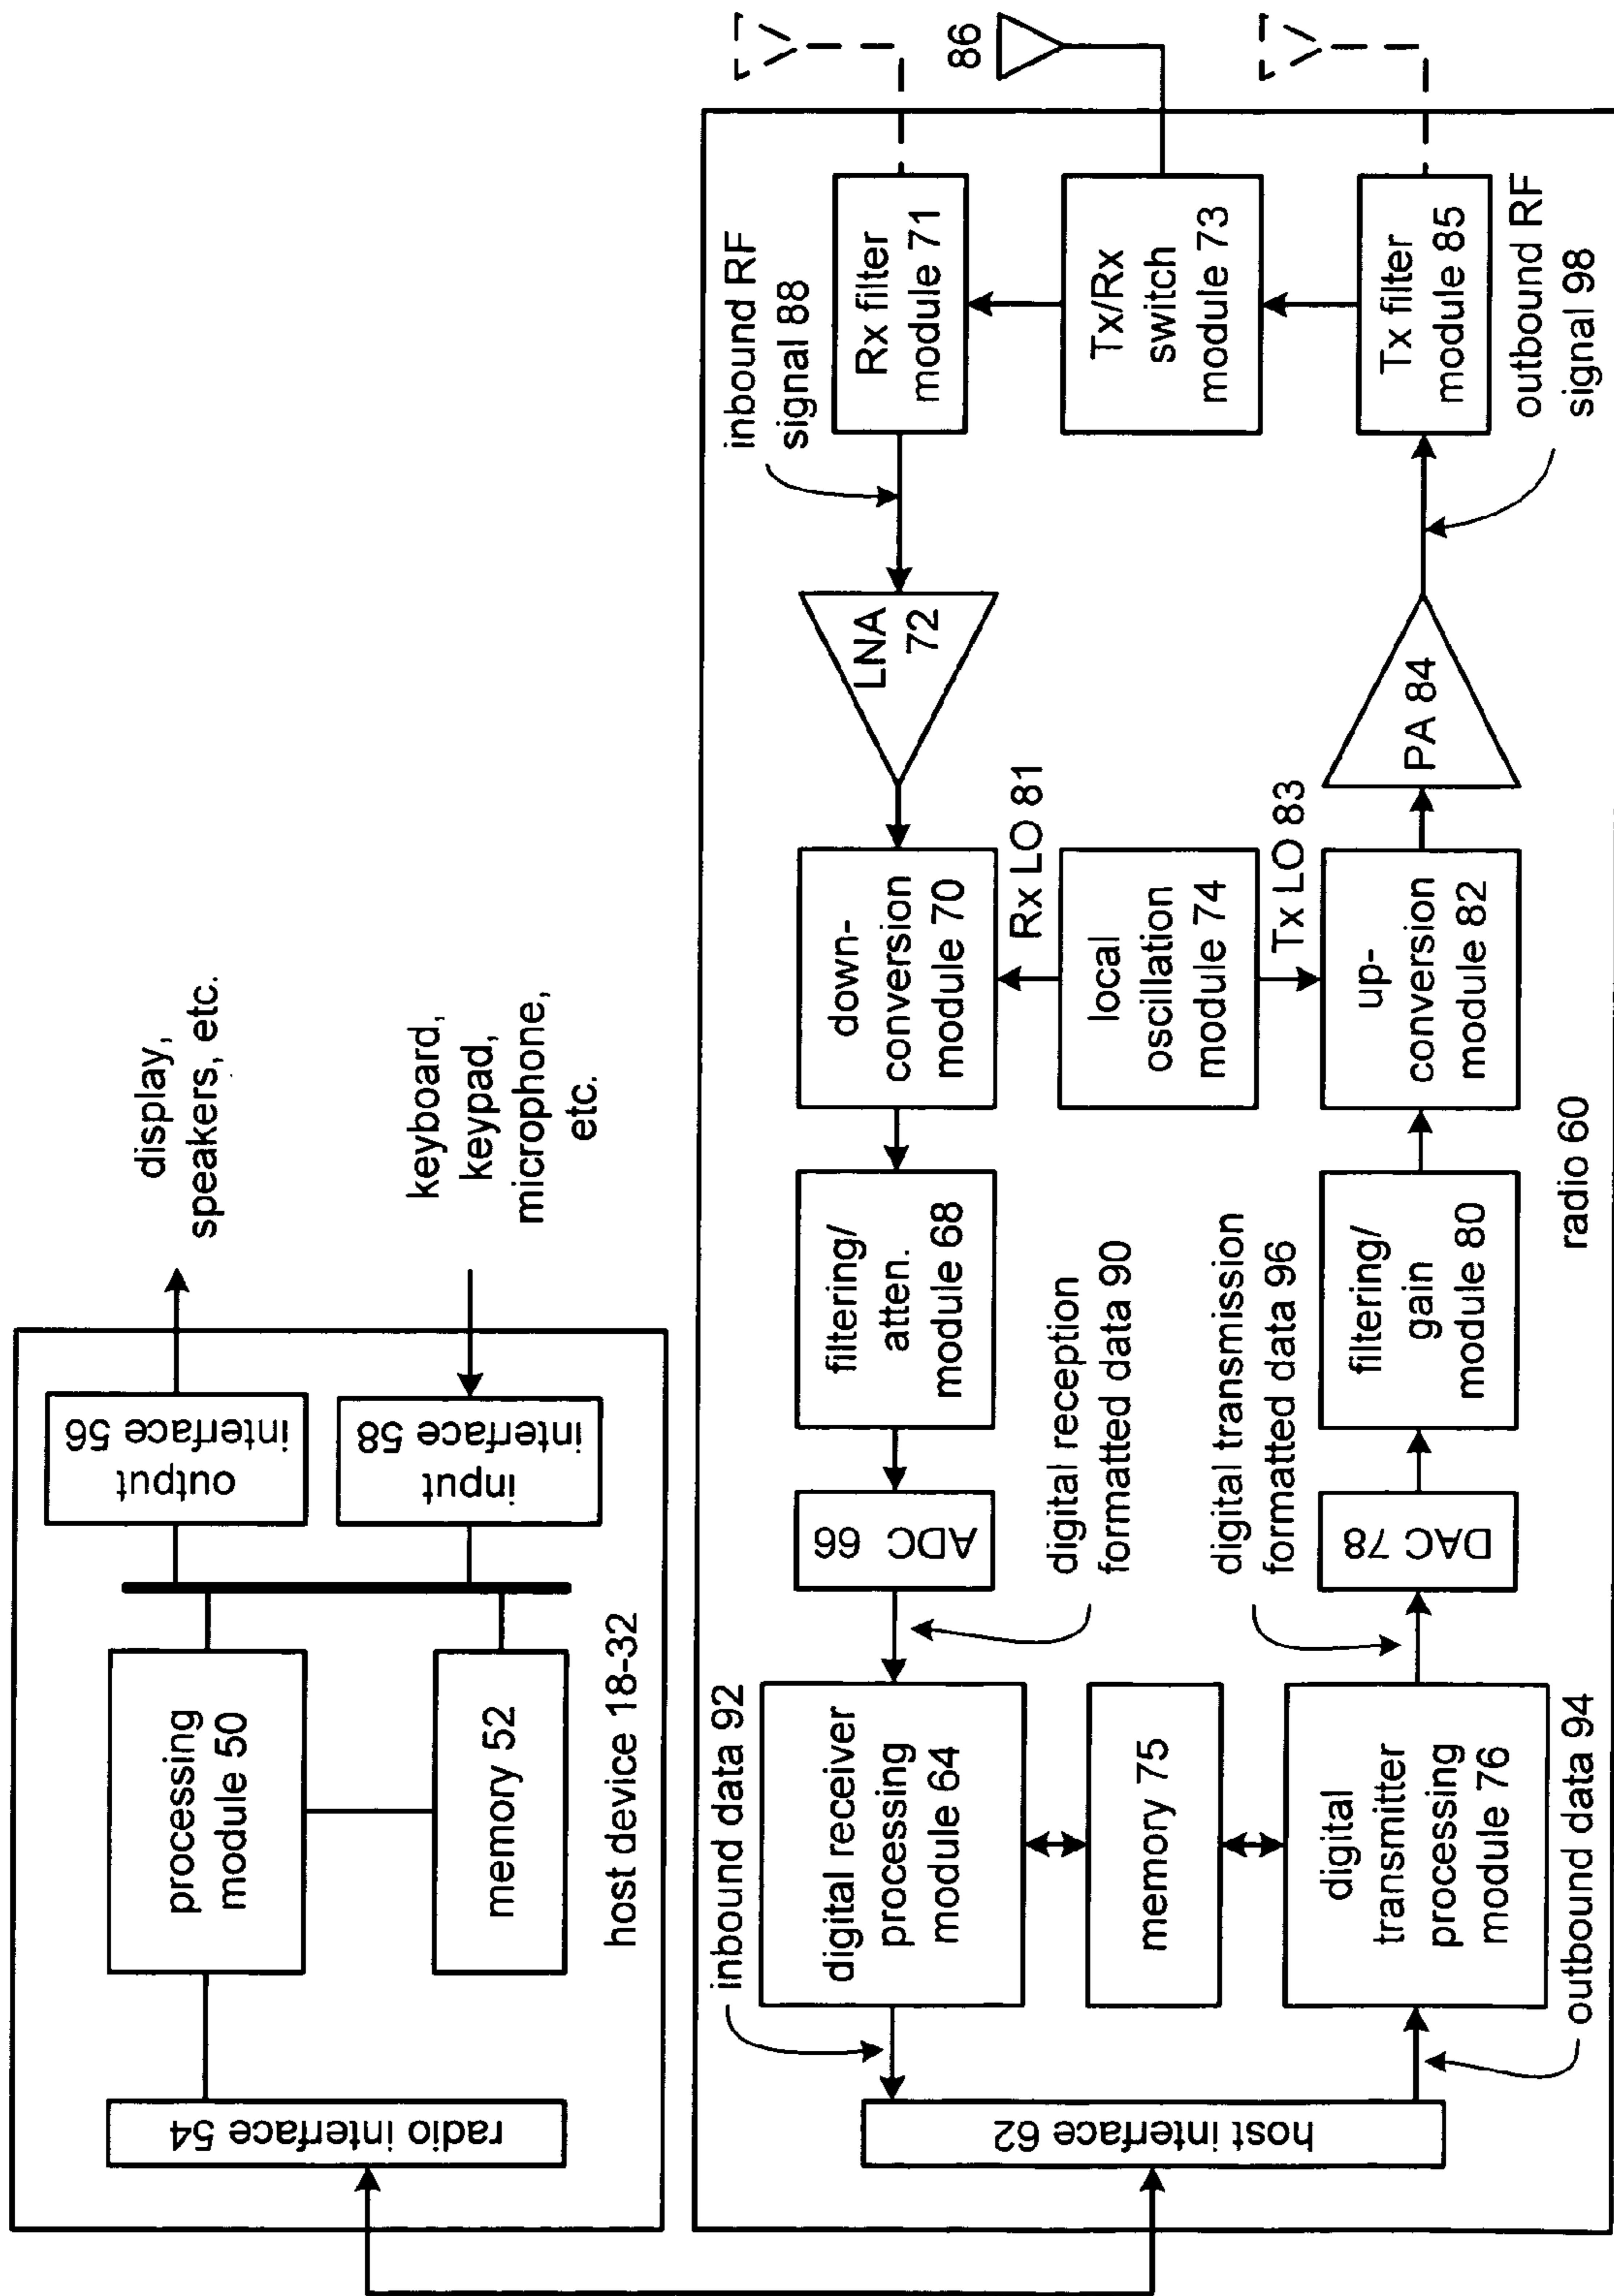 display,
speakers, etc.
keyboard,
keypad,
microphone,
etc.
output
interface 56
input
interface 58
processing
module 50
memory 52
radio interface 54
host device 18-32
host interface 62
inbound data 92
digital receiver
processing
module 64
memory 75
digital
transmitter
processing
module 76
outbound data 94
ADC 66
digital reception
formatted data 90
digital transmission
formatted data 96
DAC 78
filtering/
atten.
module 68
filtering/
gain
module 80
down-
conversion
module 70
Rx LO 81
local
oscillation
module 74
Tx LO 83
up-
conversion
module 82
radio 60
LNA
72
PA 84
inbound RF
signal 88
Rx filter
module 71
Tx/Rx
switch
module 73
Tx filter
module 85
outbound RF
signal 98
86